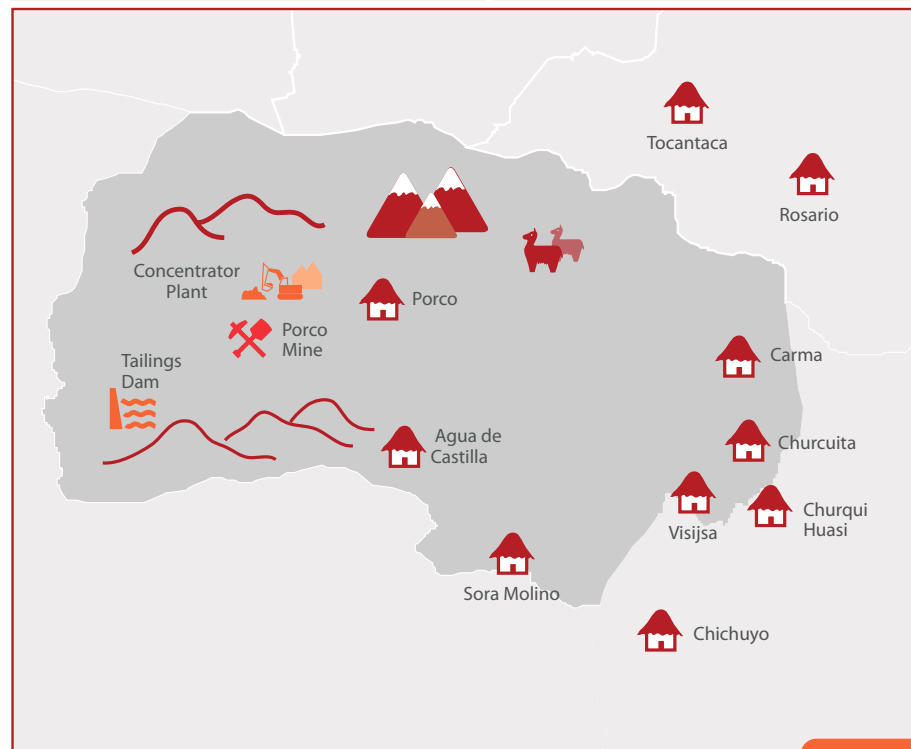 Tocantaca
Rosario
Concentrator
Plant
Porco
Porco
Mine
Tailings
Dam
Carma
Agua de
Castilla
Churcuita
Visijsa
Churqui
Huasi
Sora Molino
Chichuyo